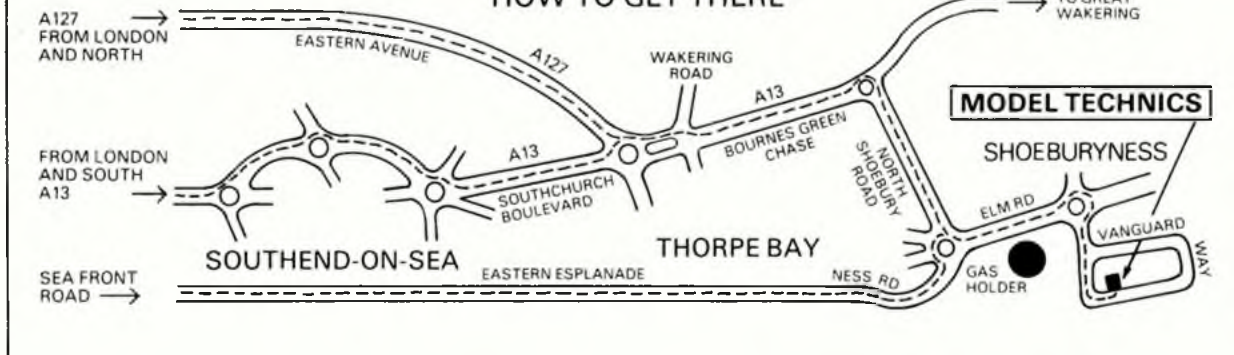 HOW TO GET THERE
A127
FROM LONDON
AND NORTH
EASTERN AVENUE
A127
WAKERING
ROAD
A13
BOURNES GREEN
CHASE
TO GREAT
WAKERING
MODEL TECHNICS
SHOEBURYNESS
FROM LONDON
AND SOUTH
A13
A13
SOUTHCHURCH
BOULEVARD
NORTH
SHOEBURY
ROAD
ELM RD
VANGUARD
WAY
SOUTHEND-ON-SEA
THORPE BAY
SEA FRONT
ROAD
EASTERN ESPLANADE
NESS RD
GAS
HOLDER